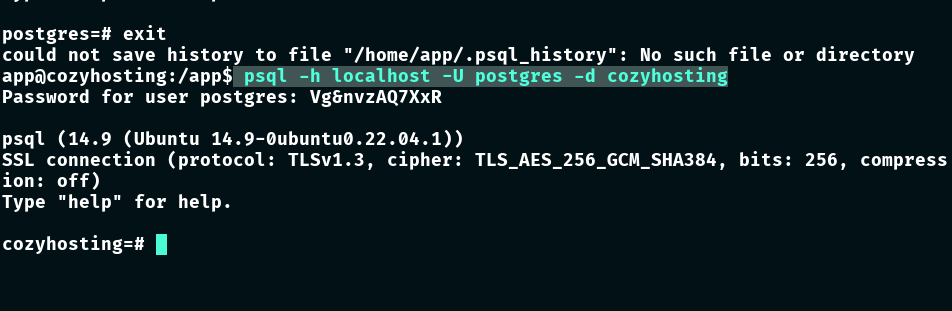 postgres=# exit
could not save history to file "/home/app/.psql_history": No such file or directory
app@cozyhosting:/app$ psql -h localhost -U postgres -d cozyhosting
Password for user postgres: Vg&nvzAQ7XxR
psql (14.9 (Ubuntu 14.9-0ubuntu0.22.04.1))
SSL connection (protocol: TLSv1.3, cipher: TLS_AES_256_GCM_SHA384, bits: 256, compress
ion: off)
Type "help" for help.
cozyhosting=#